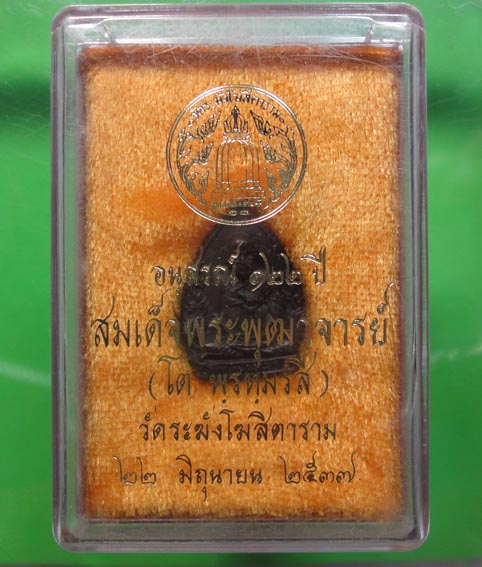 อนุสรณ์ ๑๒๒ ปี
สมเด็จพระพุฒาจารย์
(โต พฺรหฺมรํสี)
วัดระฆังโฆสิตาราม
๒๒ มิถุนายน ๒๕๓๗